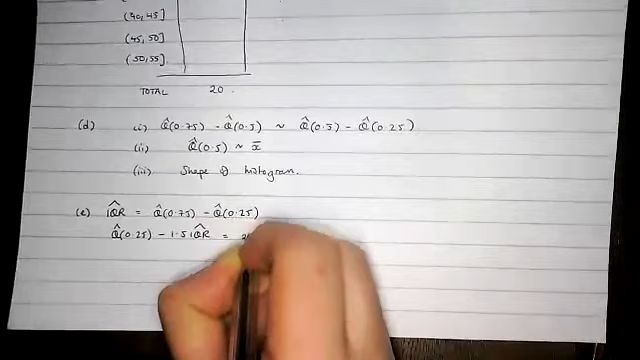 (40, 45]
(45, 50]
(50, 55].
TOTAL 20.
(d) (i) Q̂(0.75) - Q̂(0.5) ~ Q̂(0.5) - Q̂(0.25)
(ii) Q̂(0.5) ~ x̄
(iii) Shape of histogram.
(e) IQR̂ = Q̂(0.75) - Q̂(0.25)
Q̂(0.25) - 1.5 IQR̂ =